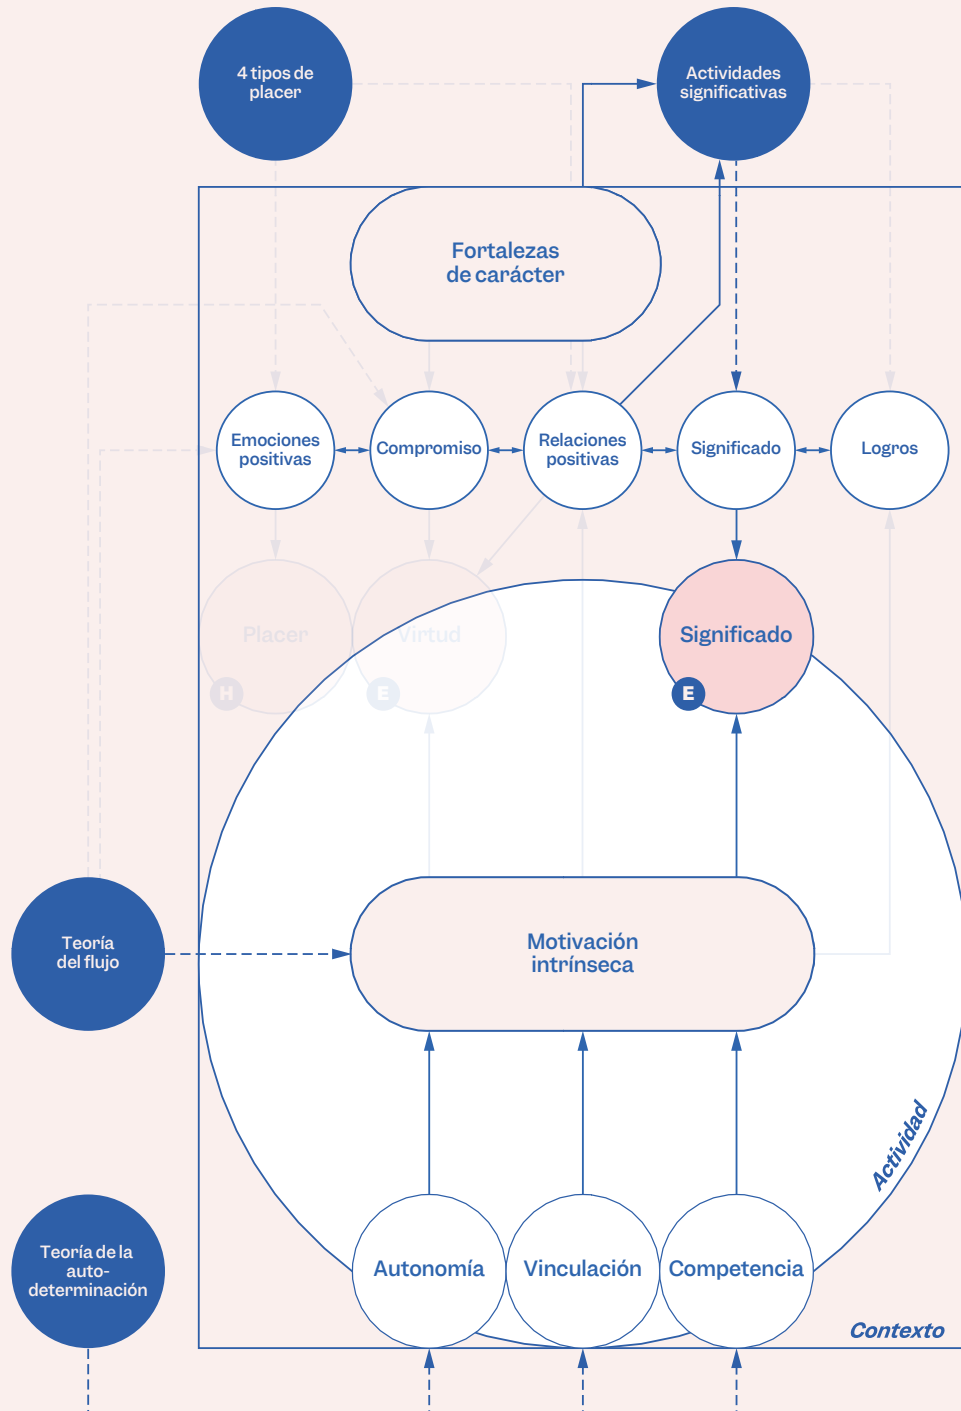 4 tipos de
placer
Actividades
significativas
Fortalezas
de carácter
Emociones
positivas
Compromiso
Relaciones
positivas
Significado
Logros
Placer
H
Virtud
E
Significado
E
Teoría
del flujo
Motivación
intrínseca
Actividad
Teoría de la
auto-
determinación
Autonomía
Vinculación
Competencia
Contexto